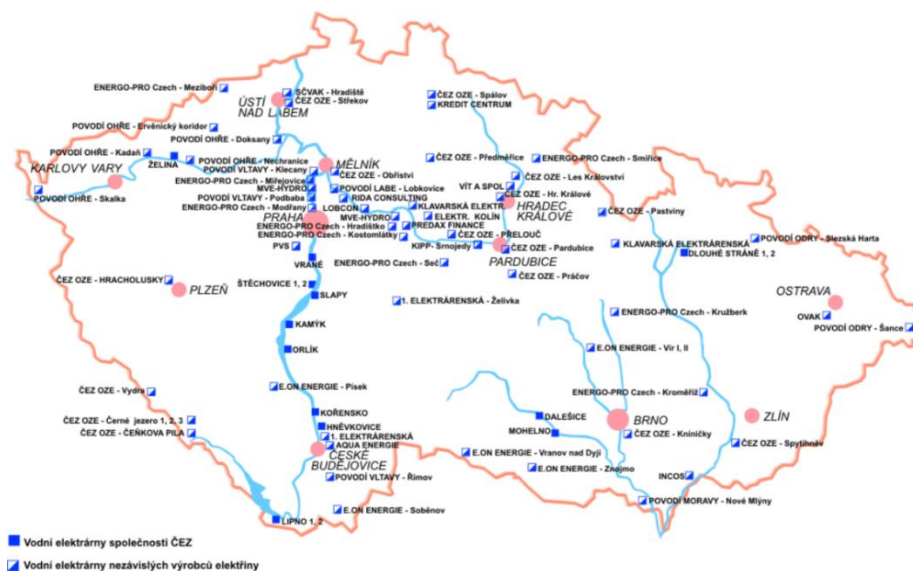 ENERGO-PRO Czech - Meziboří
SČVAK - Hradiště
ČEZ OZE - Střekov
ÚSTÍ
NAD LABEM
ČEZ OZE - Spálov
KREDIT CENTRUM
POVODÍ OHŘE - Ervěnický koridor
POVODÍ OHŘE - Doksany
POVODÍ OHŘE - Kadaň
ŽELINA
POVODÍ OHŘE - Nechranice
KARLOVY VARY
POVODÍ OHŘE - Skalka
MĚLNÍK
POVODÍ VLTAVY - Klecany
ČEZ OZE - Obříství
ENERGO-PRO Czech - Miřejovice
MVE-HYDRO
POVODÍ LABE - Lobkovice
POVODÍ VLTAVY - Podbaba
RIDA CONSULTING
ENERGO-PRO Czech - Modřany
LOBCON
PRAHA
ČEZ OZE - Předměřice
ENERGO-PRO Czech - Smiřice
ČEZ OZE - Les Království
VÍT A SPOL
ČEZ OZE - Hr. Králové
HRADEC
KRÁLOVÉ
KLAVARSKÁ ELEKTR.
MVE-HYDRO
ELEKTR. KOLÍN
PREDAX FINANCE
ENERGO-PRO Czech - Hradištko
ENERGO-PRO Czech - Kostomlátky
ČEZ OZE - PŘELOUČ
KIPP- Srnojedy
ČEZ OZE - Pardubice
PARDUBICE
PVS
ENERGO-PRO Czech - Seč
ČEZ OZE - Práčov
ČEZ OZE - Pastviny
KLAVARSKÁ ELEKTRÁRENSKÁ
POVODÍ ODRY - Slezská Harta
DLOUHÉ STRÁNĚ 1, 2
VRANÉ
ČEZ OZE - HRACHOLUSKY
PLZEŇ
ŠTĚCHOVICE 1, 2
SLAPY
1. ELEKTRÁRENSKÁ - Želivka
OSTRAVA
OVAK
POVODÍ ODRY - Šance
KAMÝK
ENERGO-PRO Czech - Kružberk
ORLÍK
E.ON ENERGIE - Vír I, II
ČEZ OZE - Vydra
E.ON ENERGIE - Písek
ENERGO-PRO Czech - Kroměříž
KOŘENSKO
DALEŠICE
BRNO
ZLÍN
ČEZ OZE - Černé jezero 1, 2, 3
ČEZ OZE - ČEŇKOVA PILA
HNĚVKOVICE
MOHELNO
ČEZ OZE - Kníničky
1. ELEKTRÁRENSKÁ
AQUA ENERGIE
ČEZ OZE - Spytihněv
ČESKÉ
BUDĚJOVICE
E.ON ENERGIE - Vranov nad Dyjí
E.ON ENERGIE - Znojmo
POVODÍ VLTAVY - Římov
INCOS
POVODÍ MORAVY - Nové Mlýny
E.ON ENERGIE - Soběnov
LIPNO 1, 2
Vodní elektrárny společnosti ČEZ
Vodní elektrárny nezávislých výrobců elektřiny